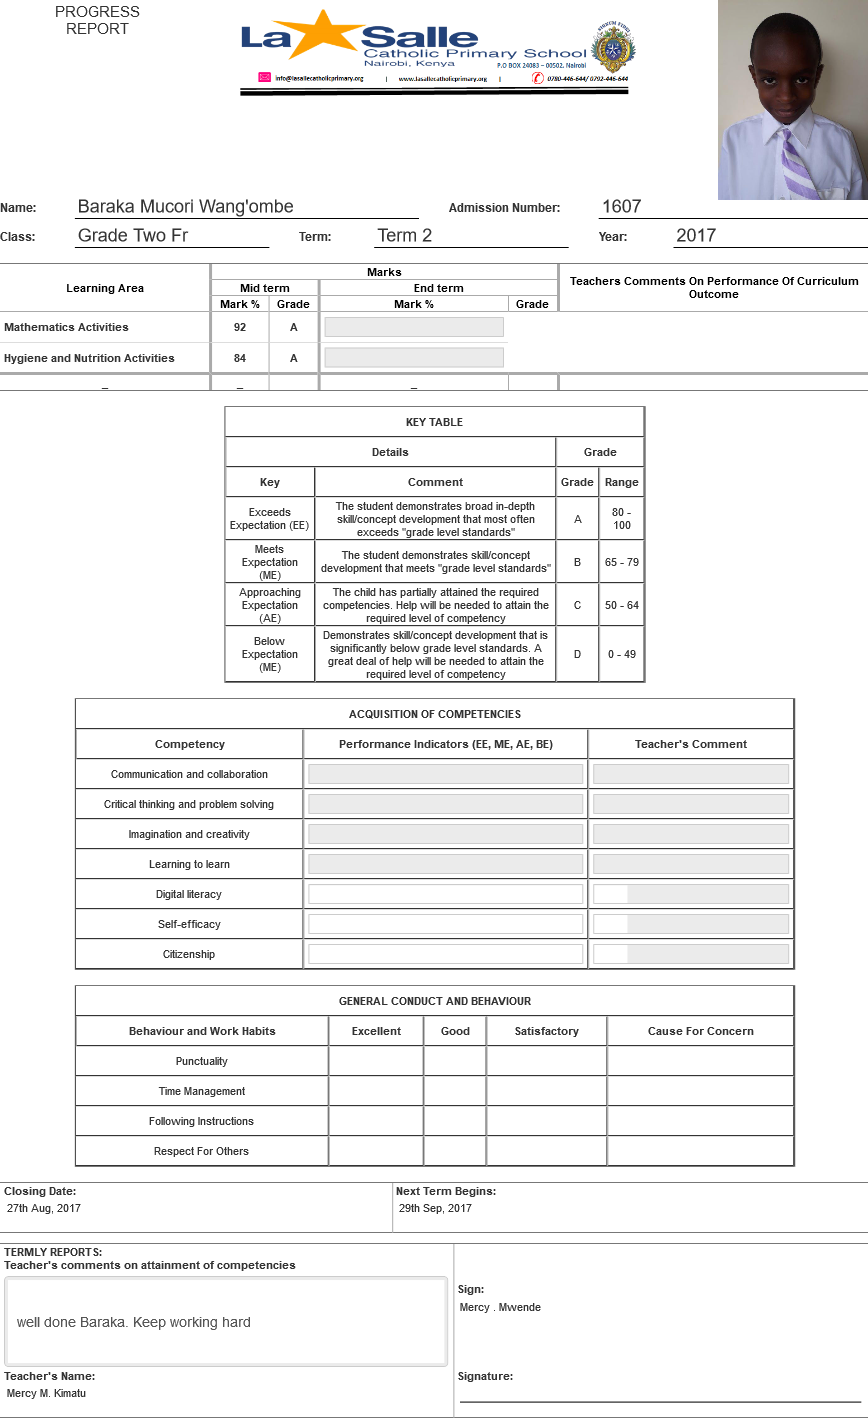 PROGRESS
REPORT
La Salle
Catholic Primary School
Nairobi, Kenya
P.O BOX 24083 – 00502, Nairobi
info@lasallecatholicprimary.org | www.lasallecatholicprimary.org | 0780-446-644/ 0792-446-644
Name: Baraka Mucori Wang'ombe Admission Number: 1607
Class: Grade Two Fr Term: Term 2 Year: 2017
Learning Area Marks Teachers Comments On Performance Of Curriculum Outcome
Mid term End term
Mark % Grade Mark % Grade
Mathematics Activities 92 A
Hygiene and Nutrition Activities 84 A
– – –
KEY TABLE
Details Grade
Key Comment Grade Range
Exceeds Expectation (EE) The student demonstrates broad in-depth skill/concept development that most often exceeds "grade level standards" A 80 - 100
Meets Expectation (ME) The student demonstrates skill/concept development that meets "grade level standards" B 65 - 79
Approaching Expectation (AE) The child has partially attained the required competencies. Help will be needed to attain the required level of competency C 50 - 64
Below Expectation (ME) Demonstrates skill/concept development that is significantly below grade level standards. A great deal of help will be needed to attain the required level of competency D 0 - 49
ACQUISITION OF COMPETENCIES
Competency Performance Indicators (EE, ME, AE, BE) Teacher's Comment
Communication and collaboration
Critical thinking and problem solving
Imagination and creativity
Learning to learn
Digital literacy
Self-efficacy
Citizenship
GENERAL CONDUCT AND BEHAVIOUR
Behaviour and Work Habits Excellent Good Satisfactory Cause For Concern
Punctuality
Time Management
Following Instructions
Respect For Others
Closing Date: Next Term Begins:
27th Aug, 2017 29th Sep, 2017
TERMLY REPORTS:
Teacher's comments on attainment of competencies
well done Baraka. Keep working hard
Sign:
Mercy . Mwende
Teacher's Name: Signature:
Mercy M. Kimatu